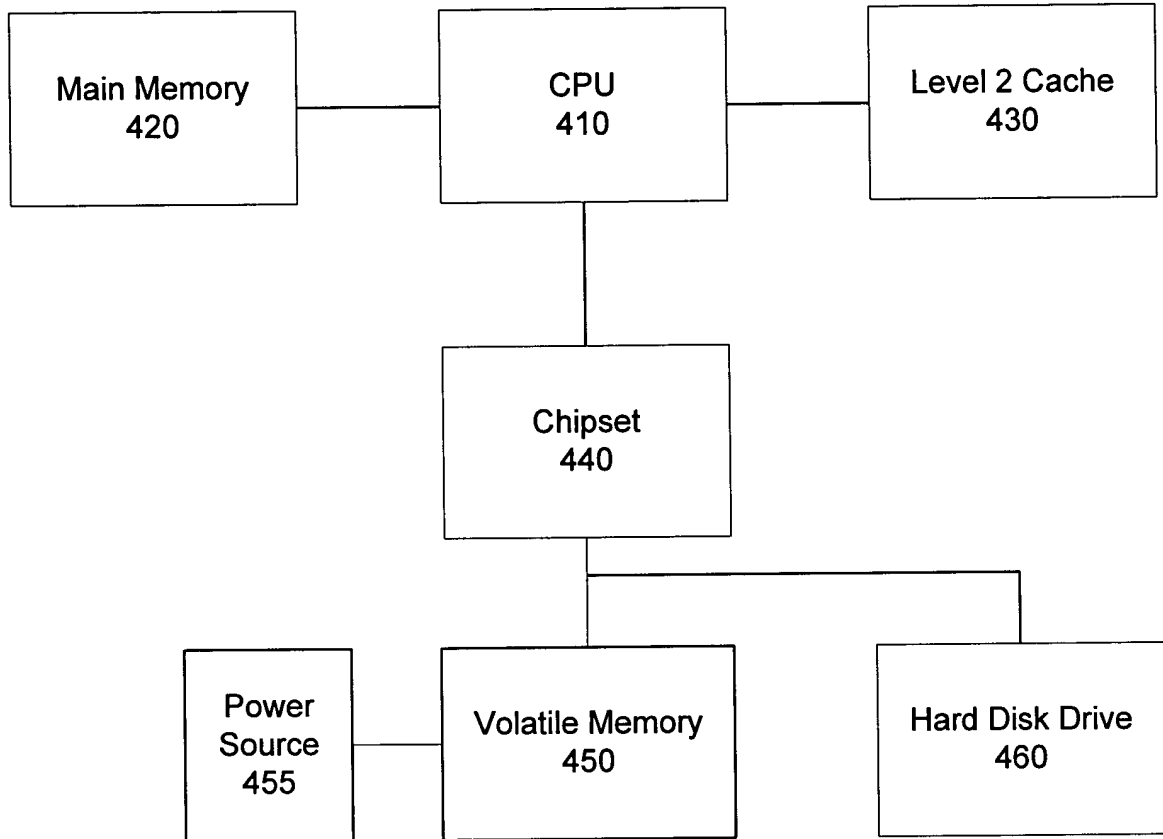 Main Memory
420
CPU
410
Level 2 Cache
430
Chipset
440
Power
Source
455
Volatile Memory
450
Hard Disk Drive
460